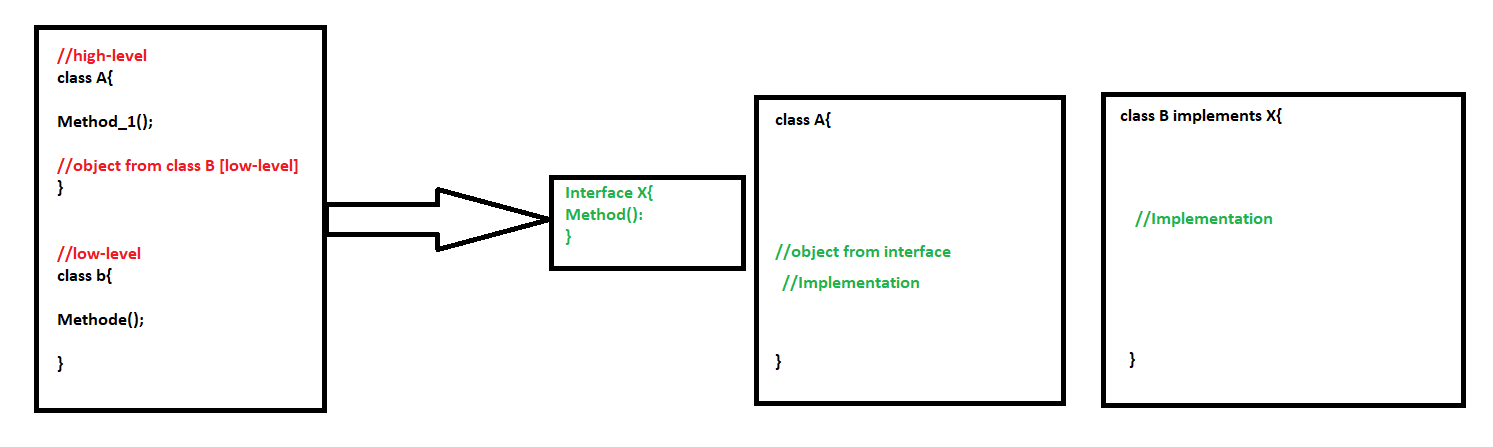 //high-level
class A{
Method_1();
//object from class B [low-level]
}
//low-level
class b{
Methode();
}
Interface X{
Method():
}
class A{
//object from interface
//Implementation
}
class B implements X{
//Implementation
}